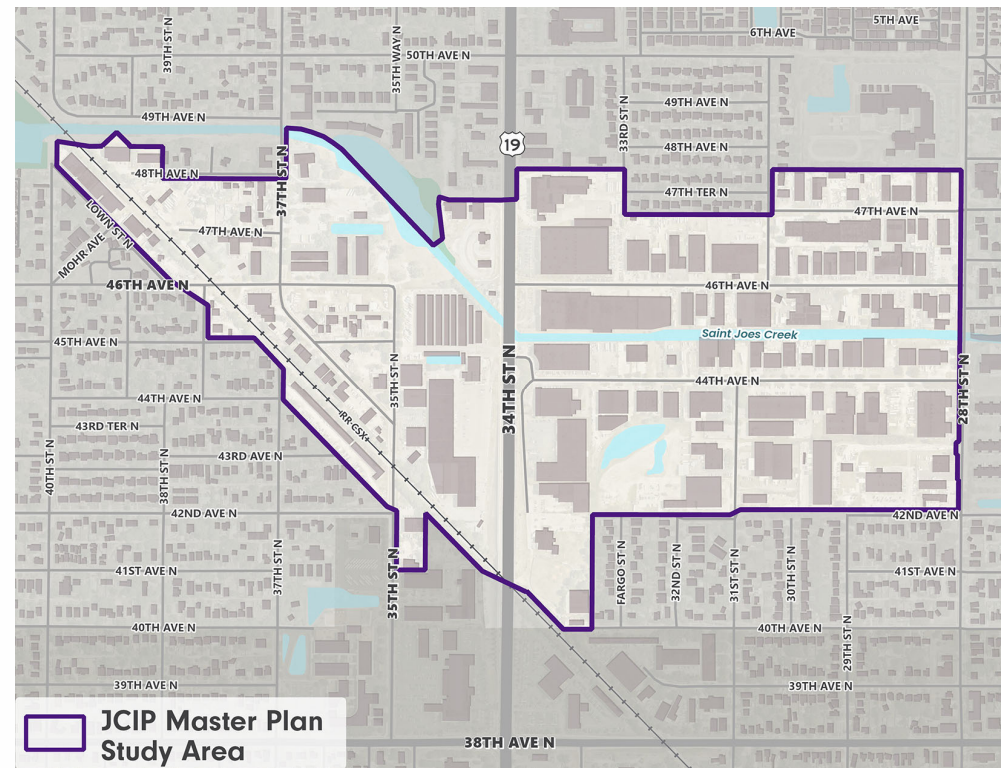 5TH AVE
6TH AVE
39TH ST N
35TH WAY N
50TH AVE N
49TH AVE N
33RD ST N
49TH AVE N
19
48TH AVE N
48TH AVE N
37TH ST N
47TH TER N
LOWN ST N
47TH AVE N
47TH AVE N
MOHR AVE
46TH AVE N
46TH AVE N
Saint Joes Creek
45TH AVE N
34TH ST N
35TH ST N
44TH AVE N
28TH ST N
44TH AVE N
RR-CSX
43RD TER N
40TH ST N
38TH ST N
43RD AVE N
42ND AVE N
42ND AVE N
37TH ST N
35TH ST N
41ST AVE N
FARGO ST N
32ND ST N
31ST ST N
30TH ST N
41ST AVE N
40TH AVE N
40TH AVE N
29TH ST N
39TH AVE N
39TH AVE N
JCIP Master Plan
Study Area
38TH AVE N